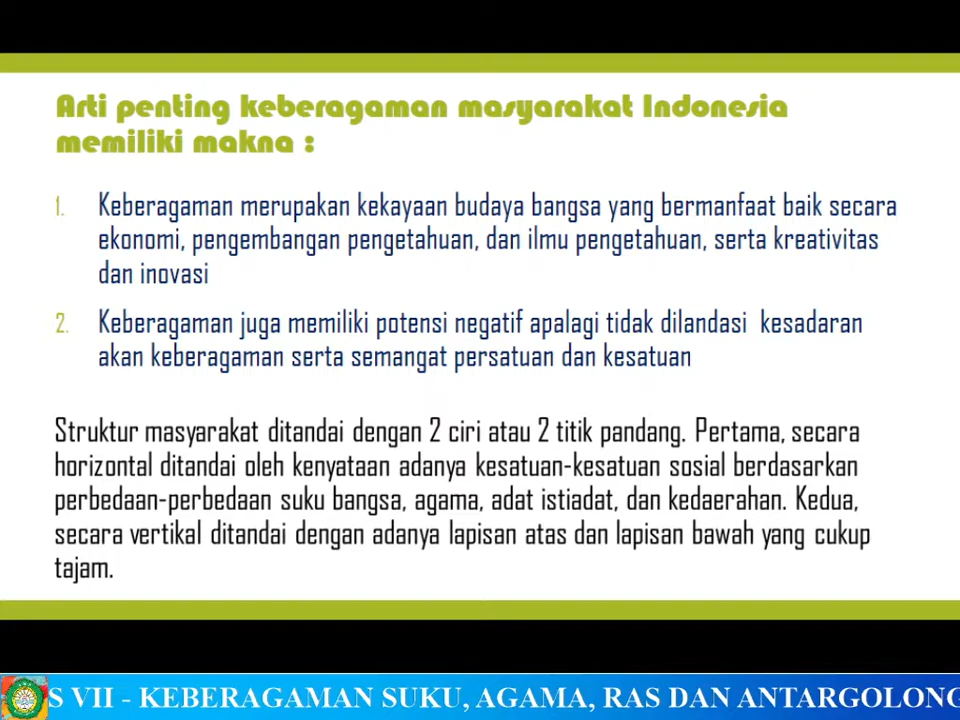 Arti penting keberagaman masyarakat Indonesia
memiliki makna :
1. Keberagaman merupakan kekayaan budaya bangsa yang bermanfaat baik secara
ekonomi, pengembangan pengetahuan, dan ilmu pengetahuan, serta kreativitas
dan inovasi
2. Keberagaman juga memiliki potensi negatif apalagi tidak dilandasi kesadaran
akan keberagaman serta semangat persatuan dan kesatuan
Struktur masyarakat ditandai dengan 2 ciri atau 2 titik pandang. Pertama, secara
horizontal ditandai oleh kenyataan adanya kesatuan-kesatuan sosial berdasarkan
perbedaan-perbedaan suku bangsa, agama, adat istiadat, dan kedaerahan. Kedua,
secara vertikal ditandai dengan adanya lapisan atas dan lapisan bawah yang cukup
tajam.
S VII - KEBERAGAMAN SUKU, AGAMA, RAS DAN ANTARGOLONG